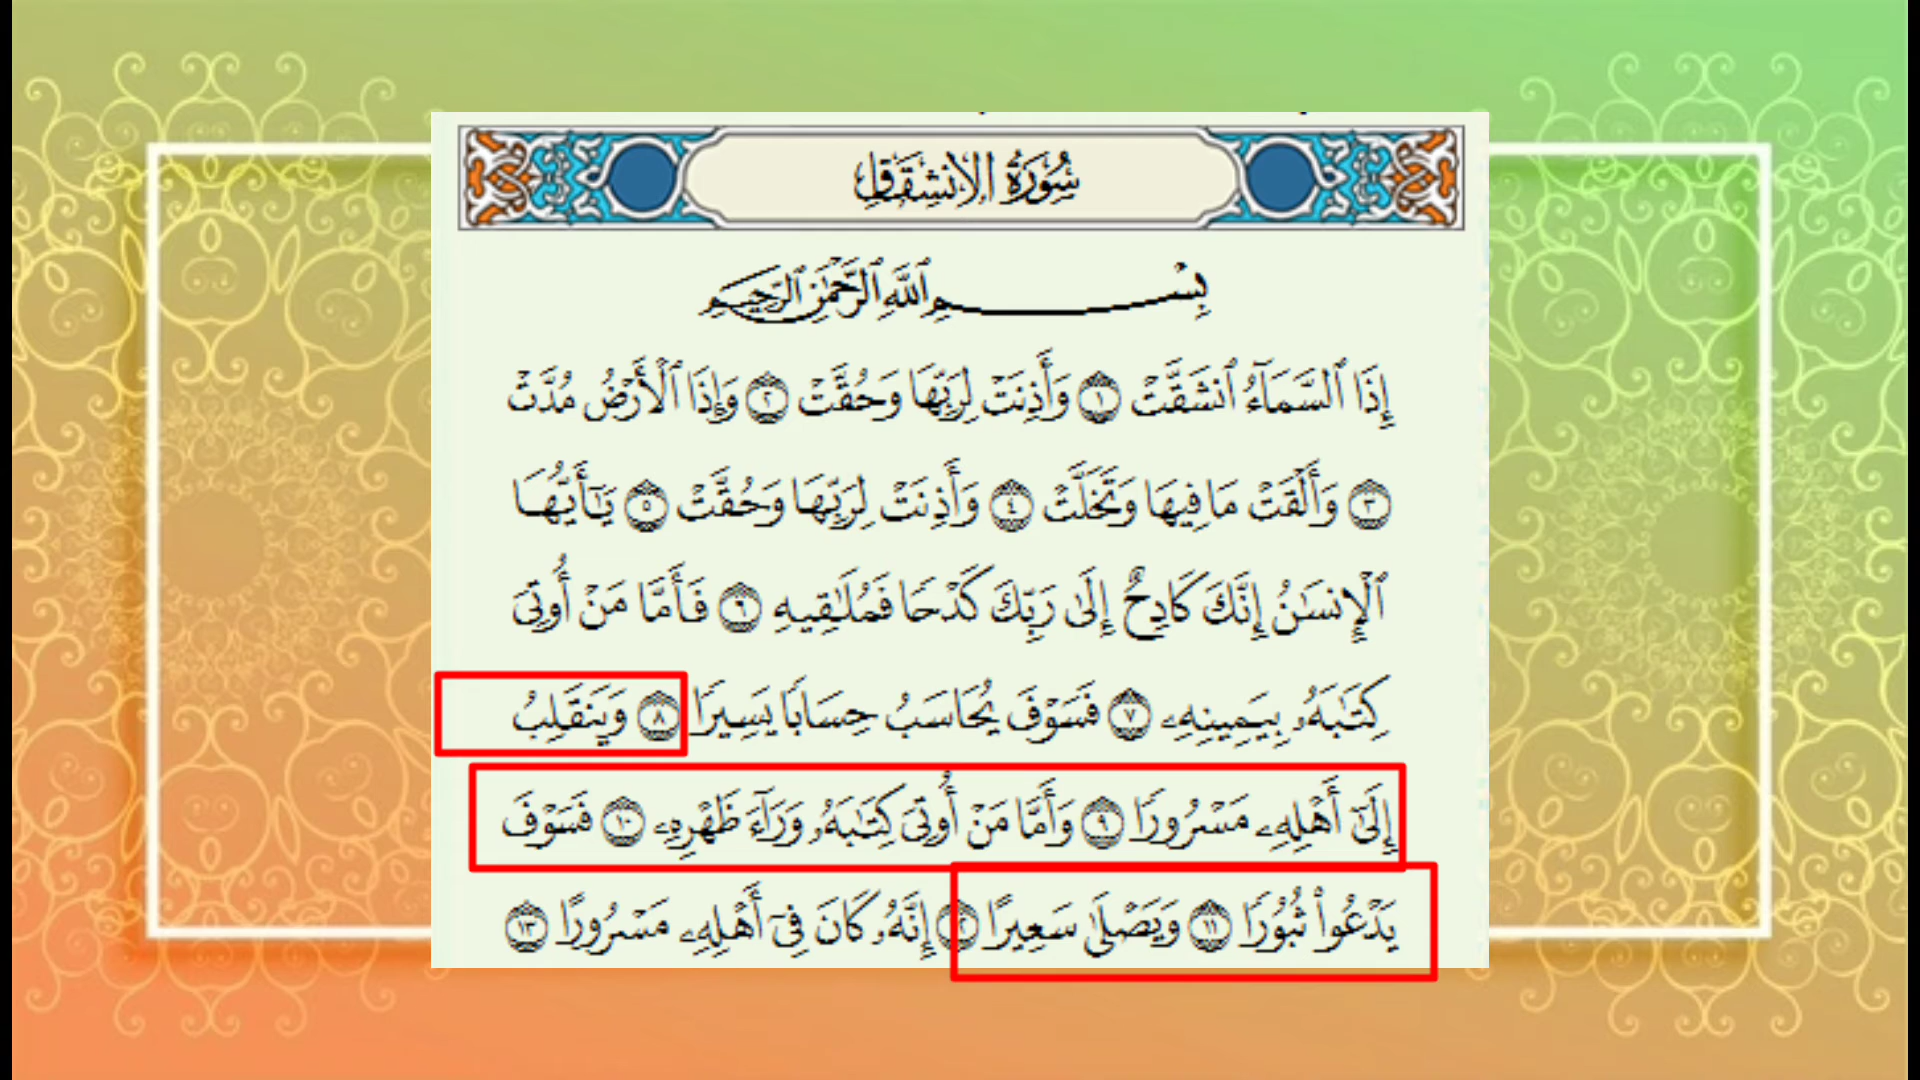 سُورَةُ الِانشِقَاقِ
بِسْمِ ٱللَّهِ ٱلرَّحْمَٰنِ ٱلرَّحِيمِ
إِذَا ٱلسَّمَآءُ ٱنشَقَّتْ ١ وَأَذِنَتْ لِرَبِّهَا وَحُقَّتْ ٢ وَإِذَا ٱلْأَرْضُ مُدَّتْ
٣ وَأَلْقَتْ مَا فِيهَا وَتَخَلَّتْ ٤ وَأَذِنَتْ لِرَبِّهَا وَحُقَّتْ ٥ يَٰٓأَيُّهَا
ٱلْإِنسَٰنُ إِنَّكَ كَادِحٌ إِلَىٰ رَبِّكَ كَدْحًا فَمُلَٰقِيهِ ٦ فَأَمَّا مَنْ أُوتِيَ
كِتَٰبَهُۥ بِيَمِينِهِۦ ٧ فَسَوْفَ يُحَاسَبُ حِسَابًا يَسِيرًا ٨ وَيَنقَلِبُ
إِلَىٰٓ أَهْلِهِۦ مَسْرُورًا ٩ وَأَمَّا مَنْ أُوتِيَ كِتَٰبَهُۥ وَرَآءَ ظَهْرِهِۦ ١٠ فَسَوْفَ
يَدْعُوا۟ ثُبُورًا ١١ وَيَصْلَىٰ سَعِيرًا ١٢ إِنَّهُۥ كَانَ فِىٓ أَهْلِهِۦ مَسْرُورًا ١٣